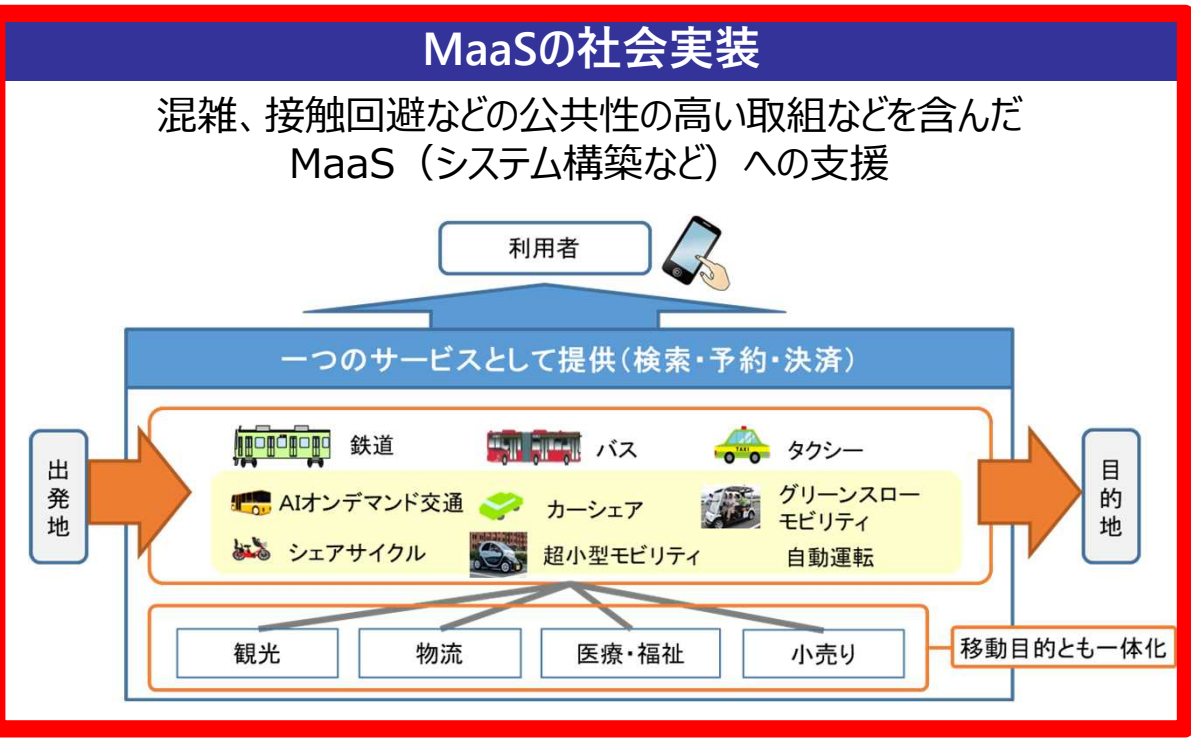 MaaSの社会実装
混雑、接触回避などの公共性の高い取組などを含んだ
MaaS（システム構築など）への支援
利用者
一つのサービスとして提供（検索・予約・決済）
出発地
鉄道
バス
タクシー
AIオンデマンド交通
カーシェア
グリーンスロー
モビリティ
シェアサイクル
超小型モビリティ
自動運転
目的地
観光
物流
医療・福祉
小売り
移動目的とも一体化
TAXI